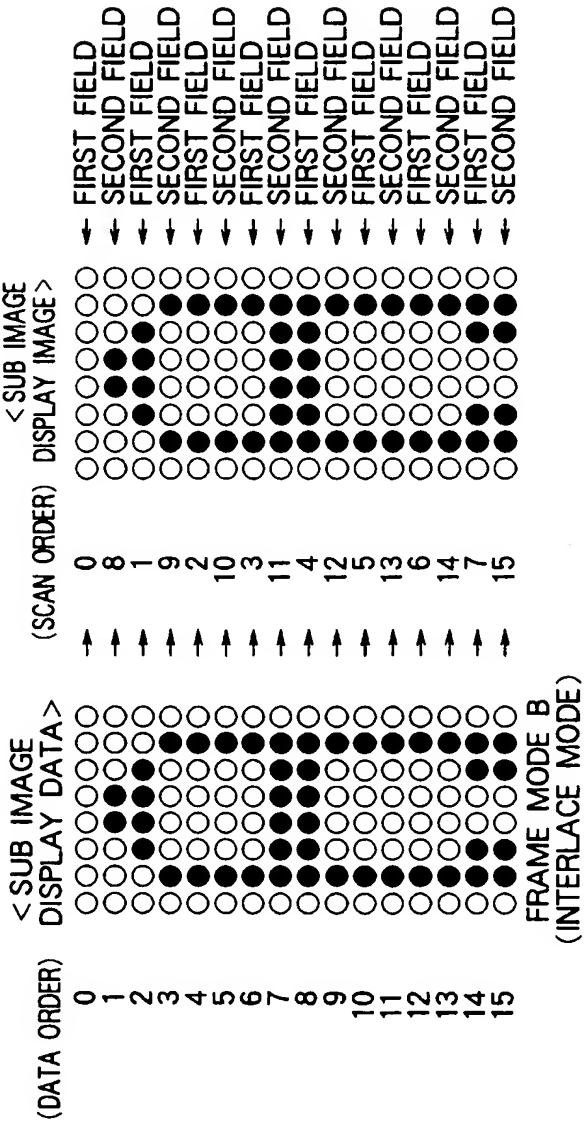 <SUB IMAGE
DISPLAY DATA>
(DATA ORDER)
0
1
2
3
4
5
6
7
8
9
10
11
12
13
14
15
FRAME MODE B
(INTERLACE MODE)
<SUB IMAGE
DISPLAY IMAGE>
(SCAN ORDER)
0
8
1
9
2
10
3
11
4
12
5
13
6
14
7
15
FIRST FIELD
SECOND FIELD
FIRST FIELD
SECOND FIELD
FIRST FIELD
SECOND FIELD
FIRST FIELD
SECOND FIELD
FIRST FIELD
SECOND FIELD
FIRST FIELD
SECOND FIELD
FIRST FIELD
SECOND FIELD
FIRST FIELD
SECOND FIELD